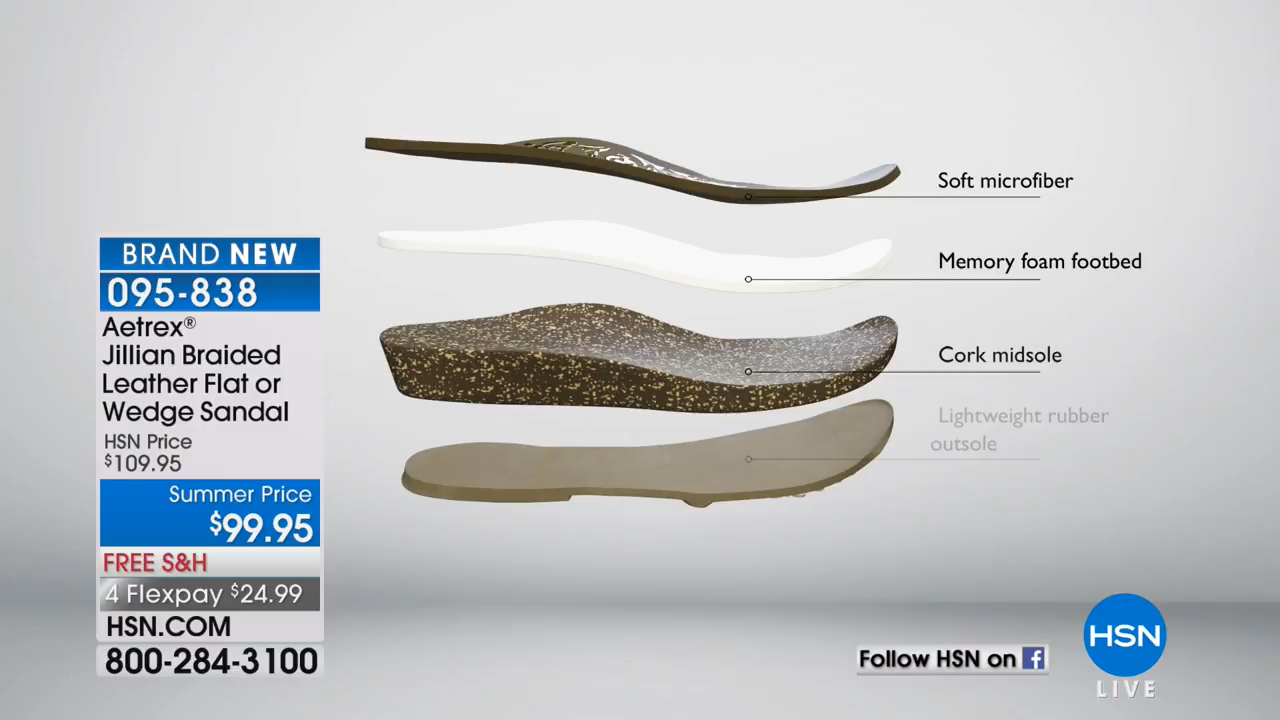 BRAND NEW
095-838
Aetrex®
Jillian Braided
Leather Flat or
Wedge Sandal
HSN Price
$109.95
Summer Price
$99.95
FREE S&H
4 Flexpay $24.99
HSN.COM
800-284-3100
Soft microfiber
Memory foam footbed
Cork midsole
Lightweight rubber
outsole
Follow HSN on f
HSN
LIVE